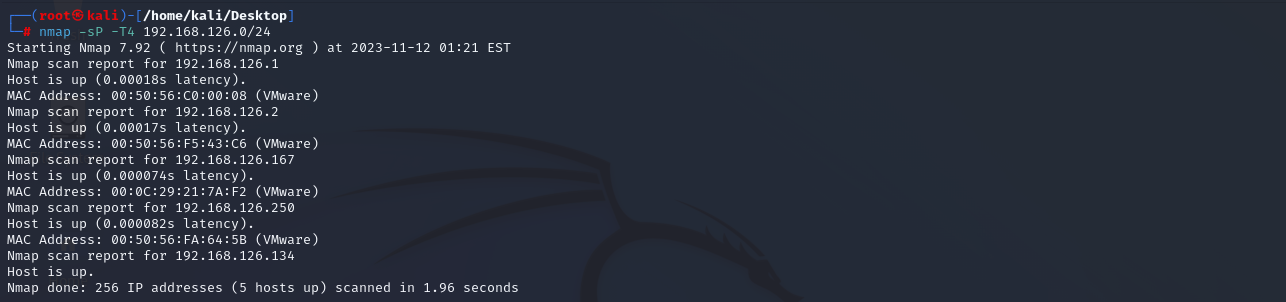 ┌──(root㉿kali)-[/home/kali/Desktop]
└─# nmap -sP -T4 192.168.126.0/24
Starting Nmap 7.92 ( https://nmap.org ) at 2023-11-12 01:21 EST
Nmap scan report for 192.168.126.1
Host is up (0.00018s latency).
MAC Address: 00:50:56:C0:00:08 (VMware)
Nmap scan report for 192.168.126.2
Host is up (0.00017s latency).
MAC Address: 00:50:56:F5:43:C6 (VMware)
Nmap scan report for 192.168.126.167
Host is up (0.000074s latency).
MAC Address: 00:0C:29:21:7A:F2 (VMware)
Nmap scan report for 192.168.126.250
Host is up (0.000082s latency).
MAC Address: 00:50:56:FA:64:5B (VMware)
Nmap scan report for 192.168.126.134
Host is up.
Nmap done: 256 IP addresses (5 hosts up) scanned in 1.96 seconds